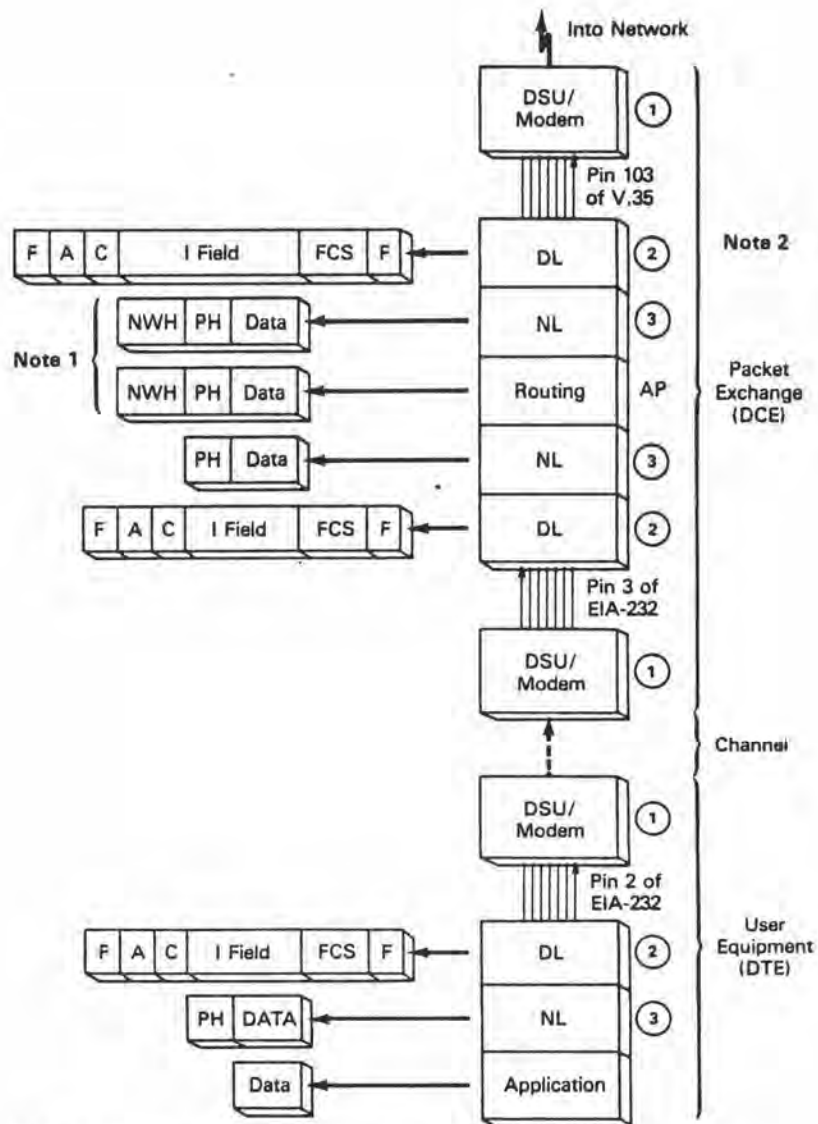 Into Network
DSU/
Modem
1
Pin 103
of V.35
F A C I Field FCS F
DL
2
Note 2
NWH PH Data
NL
3
Note 1
NWH PH Data
Routing
AP
Packet
Exchange
(DCE)
PH Data
NL
3
F A C I Field FCS F
DL
2
Pin 3 of
EIA-232
DSU/
Modem
1
Channel
DSU/
Modem
1
Pin 2 of
EIA-232
F A C I Field FCS F
DL
2
User
Equipment
(DTE)
PH DATA
NL
3
Data
Application